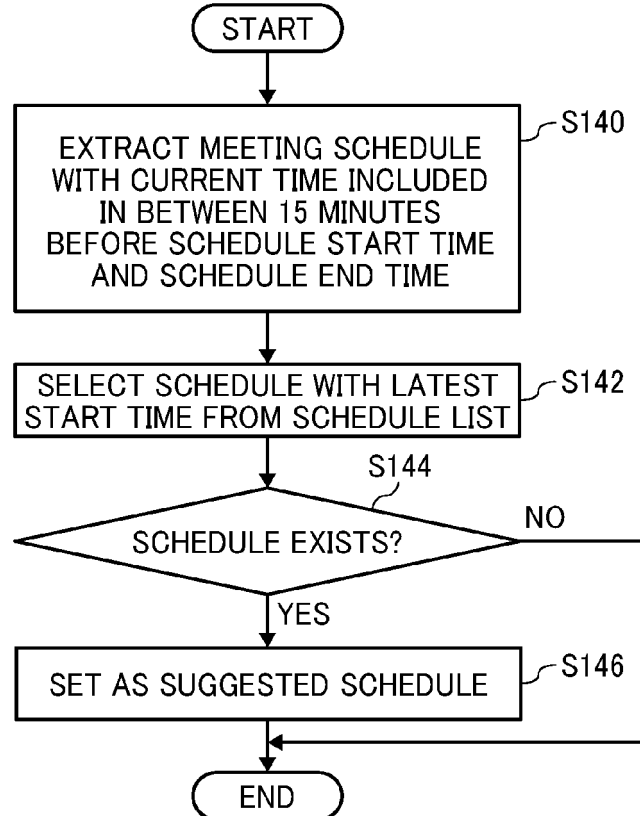 START
S140
EXTRACT MEETING SCHEDULE
WITH CURRENT TIME INCLUDED
IN BETWEEN 15 MINUTES
BEFORE SCHEDULE START TIME
AND SCHEDULE END TIME
S142
SELECT SCHEDULE WITH LATEST
START TIME FROM SCHEDULE LIST
S144
SCHEDULE EXISTS?
NO
YES
S146
SET AS SUGGESTED SCHEDULE
END